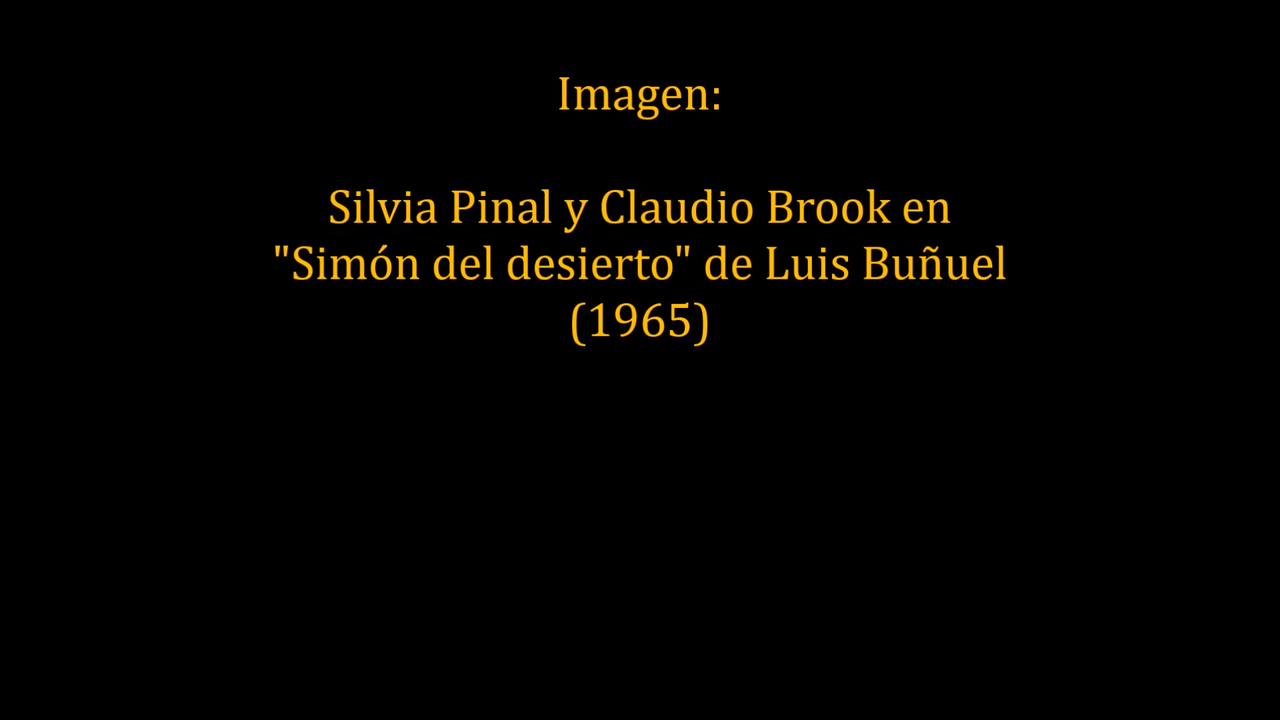 Imagen:
Silvia Pinal y Claudio Brook en
"Simón del desierto" de Luis Buñuel
(1965)